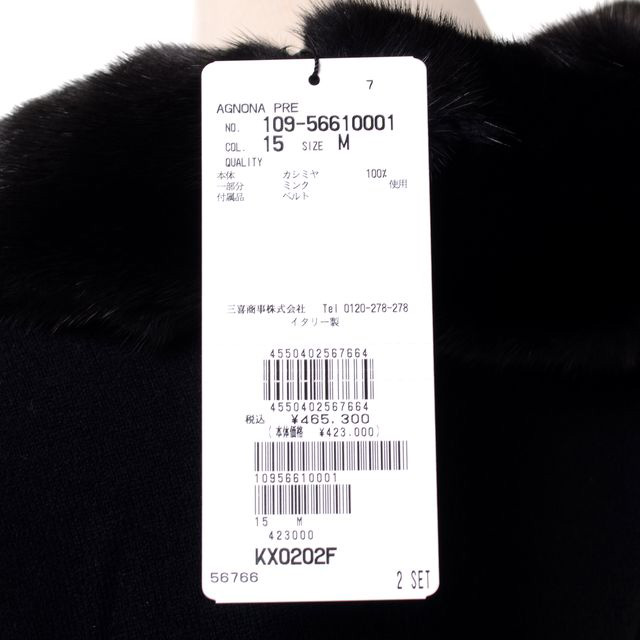 7
AGNONA PRE
NO. 109-56610001
COL. 15 SIZE M
QUALITY
本体 カシミヤ 100%
一部分 ミンク 使用
付属品 ベルト
三喜商事株式会社 Tel 0120-278-278
イタリー製
4550402567664
4550402567664
税込 ¥465.300
(本体価格 ¥423.000)
10956610001
15 M
423000
KX0202F
56766 2 SET